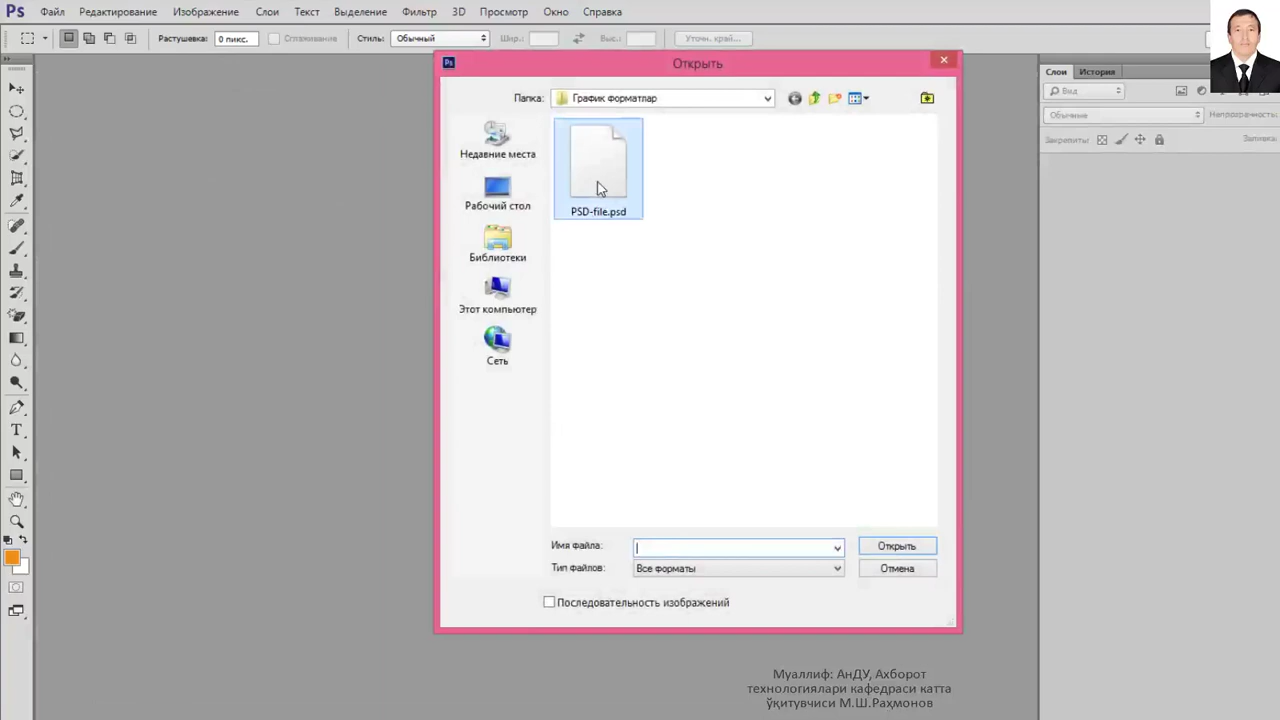 Ps Файл Редактирование Изображение Слои Текст Выделение Фильтр 3D Просмотр Окно Справка
Растушевка: 0 пикс. Сглаживание Стиль: Обычный Шир.: Выс.: Уточн. край...
Открыть
Слои История
Вид
Обычные Непрозрачность:
Закрепить: Заливка:
Папка: График Форматлар
Недавние места
Рабочий стол
Библиотеки
Этот компьютер
Сеть
PSD-file.psd
Имя файла: Открыть
Тип файлов: Все форматы Отмена
Последовательность изображений
Муаллиф: АнДУ, Ахборот
технологиялари кафедраси катта
ўқитувчиси М.Ш.Раҳмонов